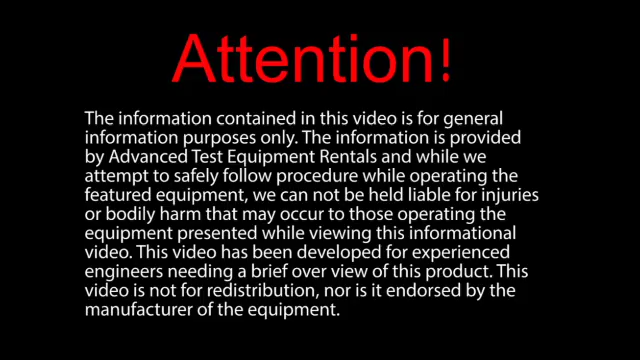 Attention!
The information contained in this video is for general
information purposes only. The information is provided
by Advanced Test Equipment Rentals and while we
attempt to safely follow procedure while operating the
featured equipment, we can not be held liable for injuries
or bodily harm that may occur to those operating the
equipment presented while viewing this informational
video. This video has been developed for experienced
engineers needing a brief over view of this product. This
video is not for redistribution, nor is it endorsed by the
manufacturer of the equipment.